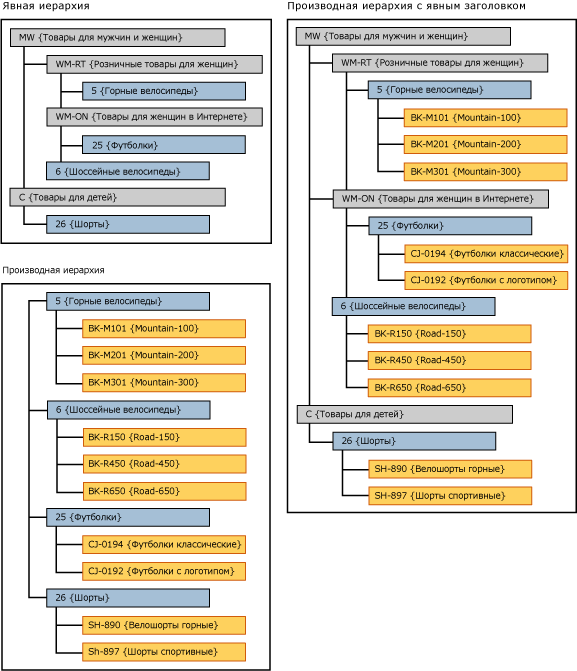 Явная иерархия
MW {Товары для мужчин и женщин}
WM-RT {Розничные товары для женщин}
5 {Горные велосипеды}
WM-ON {Товары для женщин в Интернете}
25 {Футболки}
6 {Шоссейные велосипеды}
C {Товары для детей}
26 {Шорты}
Производная иерархия
5 {Горные велосипеды}
BK-M101 {Mountain-100}
BK-M201 {Mountain-200}
BK-M301 {Mountain-300}
6 {Шоссейные велосипеды}
BK-R150 {Road-150}
BK-R450 {Road-450}
BK-R650 {Road-650}
25 {Футболки}
CJ-0194 {Футболки классические}
CJ-0192 {Футболки с логотипом}
26 {Шорты}
SH-890 {Велошорты горные}
Sh-897 {Шорты спортивные}
Производная иерархия с явным заголовком
MW {Товары для мужчин и женщин}
WM-RT {Розничные товары для женщин}
5 {Горные велосипеды}
BK-M101 {Mountain-100}
BK-M201 {Mountain-200}
BK-M301 {Mountain-300}
WM-ON {Товары для женщин в Интернете}
25 {Футболки}
CJ-0194 {Футболки классические}
CJ-0192 {Футболки с логотипом}
6 {Шоссейные велосипеды}
BK-R150 {Road-150}
BK-R450 {Road-450}
BK-R650 {Road-650}
C {Товары для детей}
26 {Шорты}
SH-890 {Велошорты горные}
SH-897 {Шорты спортивные}